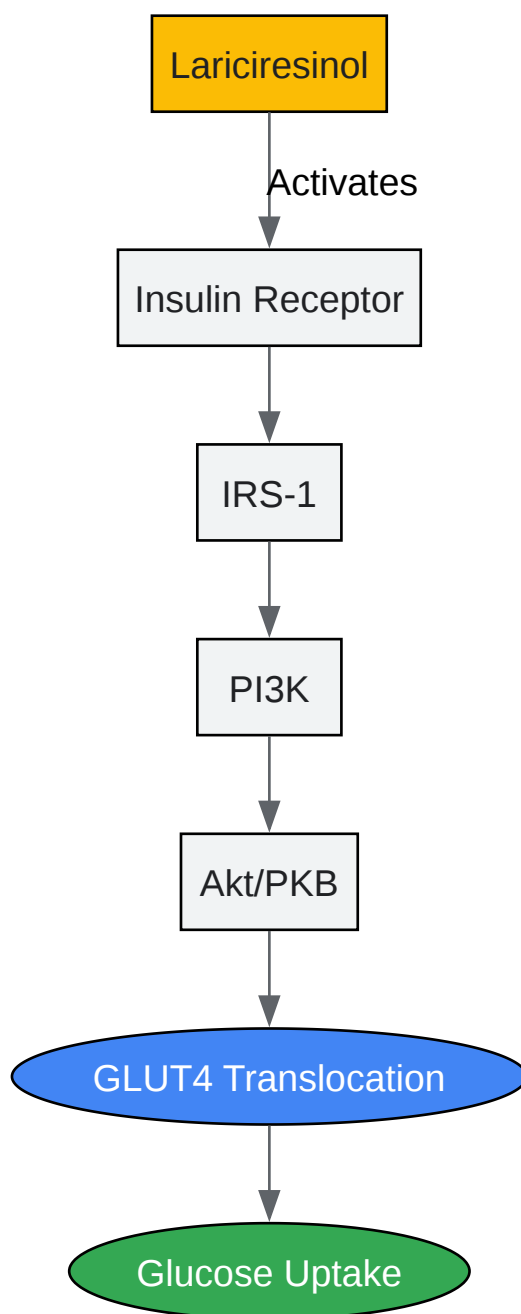 Lariciresinol
Activates
Insulin Receptor
IRS-1
PI3K
Akt/PKB
GLUT4 Translocation
Glucose Uptake